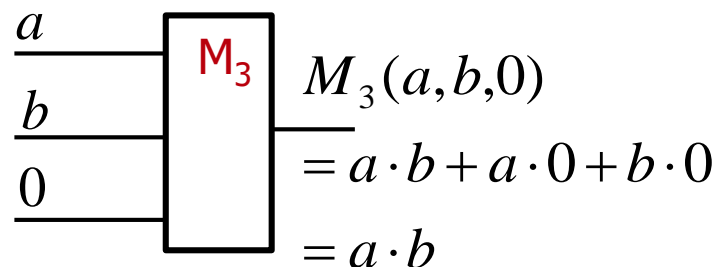 a
b
0
M₃
M₃(a,b,0)
= a · b + a · 0 + b · 0
= a · b